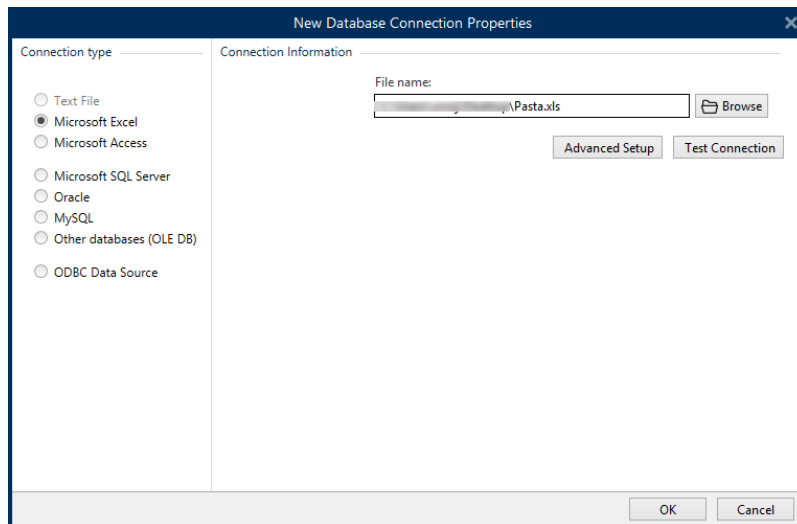 New Database Connection Properties
Connection type
Connection Information
Text File
Microsoft Excel
Microsoft Access
Microsoft SQL Server
Oracle
MySQL
Other databases (OLE DB)
ODBC Data Source
File name:
\Pasta.xls
Browse
Advanced Setup
Test Connection
OK
Cancel